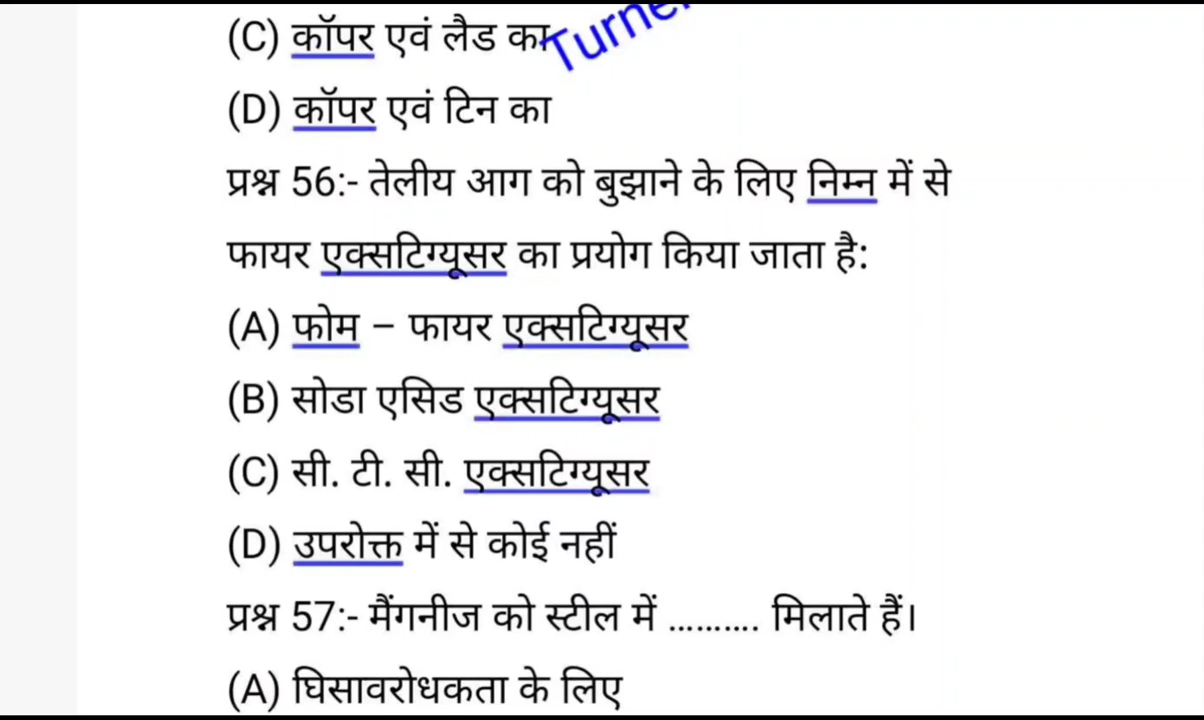 (C) कॉपर एवं लैड का
Turner
(D) कॉपर एवं टिन का
प्रश्न 56:- तेलीय आग को बुझाने के लिए निम्न में से
फायर एक्सटिग्यूसर का प्रयोग किया जाता है:
(A) फोम – फायर एक्सटिग्यूसर
(B) सोडा एसिड एक्सटिग्यूसर
(C) सी. टी. सी. एक्सटिग्यूसर
(D) उपरोक्त में से कोई नहीं
प्रश्न 57:- मैंगनीज को स्टील में .......... मिलाते हैं।
(A) घिसावरोधकता के लिए